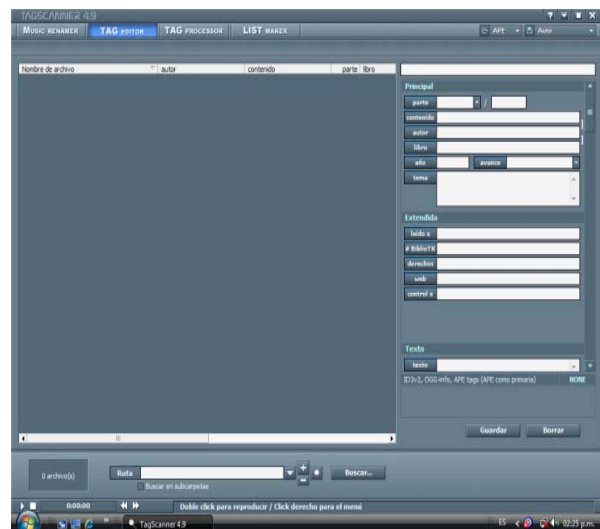 TAGSCANNER 4.9
MUSIC RENAMER TAG EDITOR TAG PROCESSOR LIST MAKER APE Auto
Nombre de archivo autor contenido parte libro
Principal
parte /
contenido
autor
libro
año avance
tema
Extendida
leído x
# BiblioTK
derechos
web
control x
Texto
texto
ID3v2, OGG-info, APE tags (APE como primaria) NONE
Guardar Borrar
0 archivo(s) Ruta Buscar...
Buscar en subcarpetas
0:00:00 Doble click para reproducir / Click derecho para el menú
TagScanner 4.9 ES 02:25 p.m.